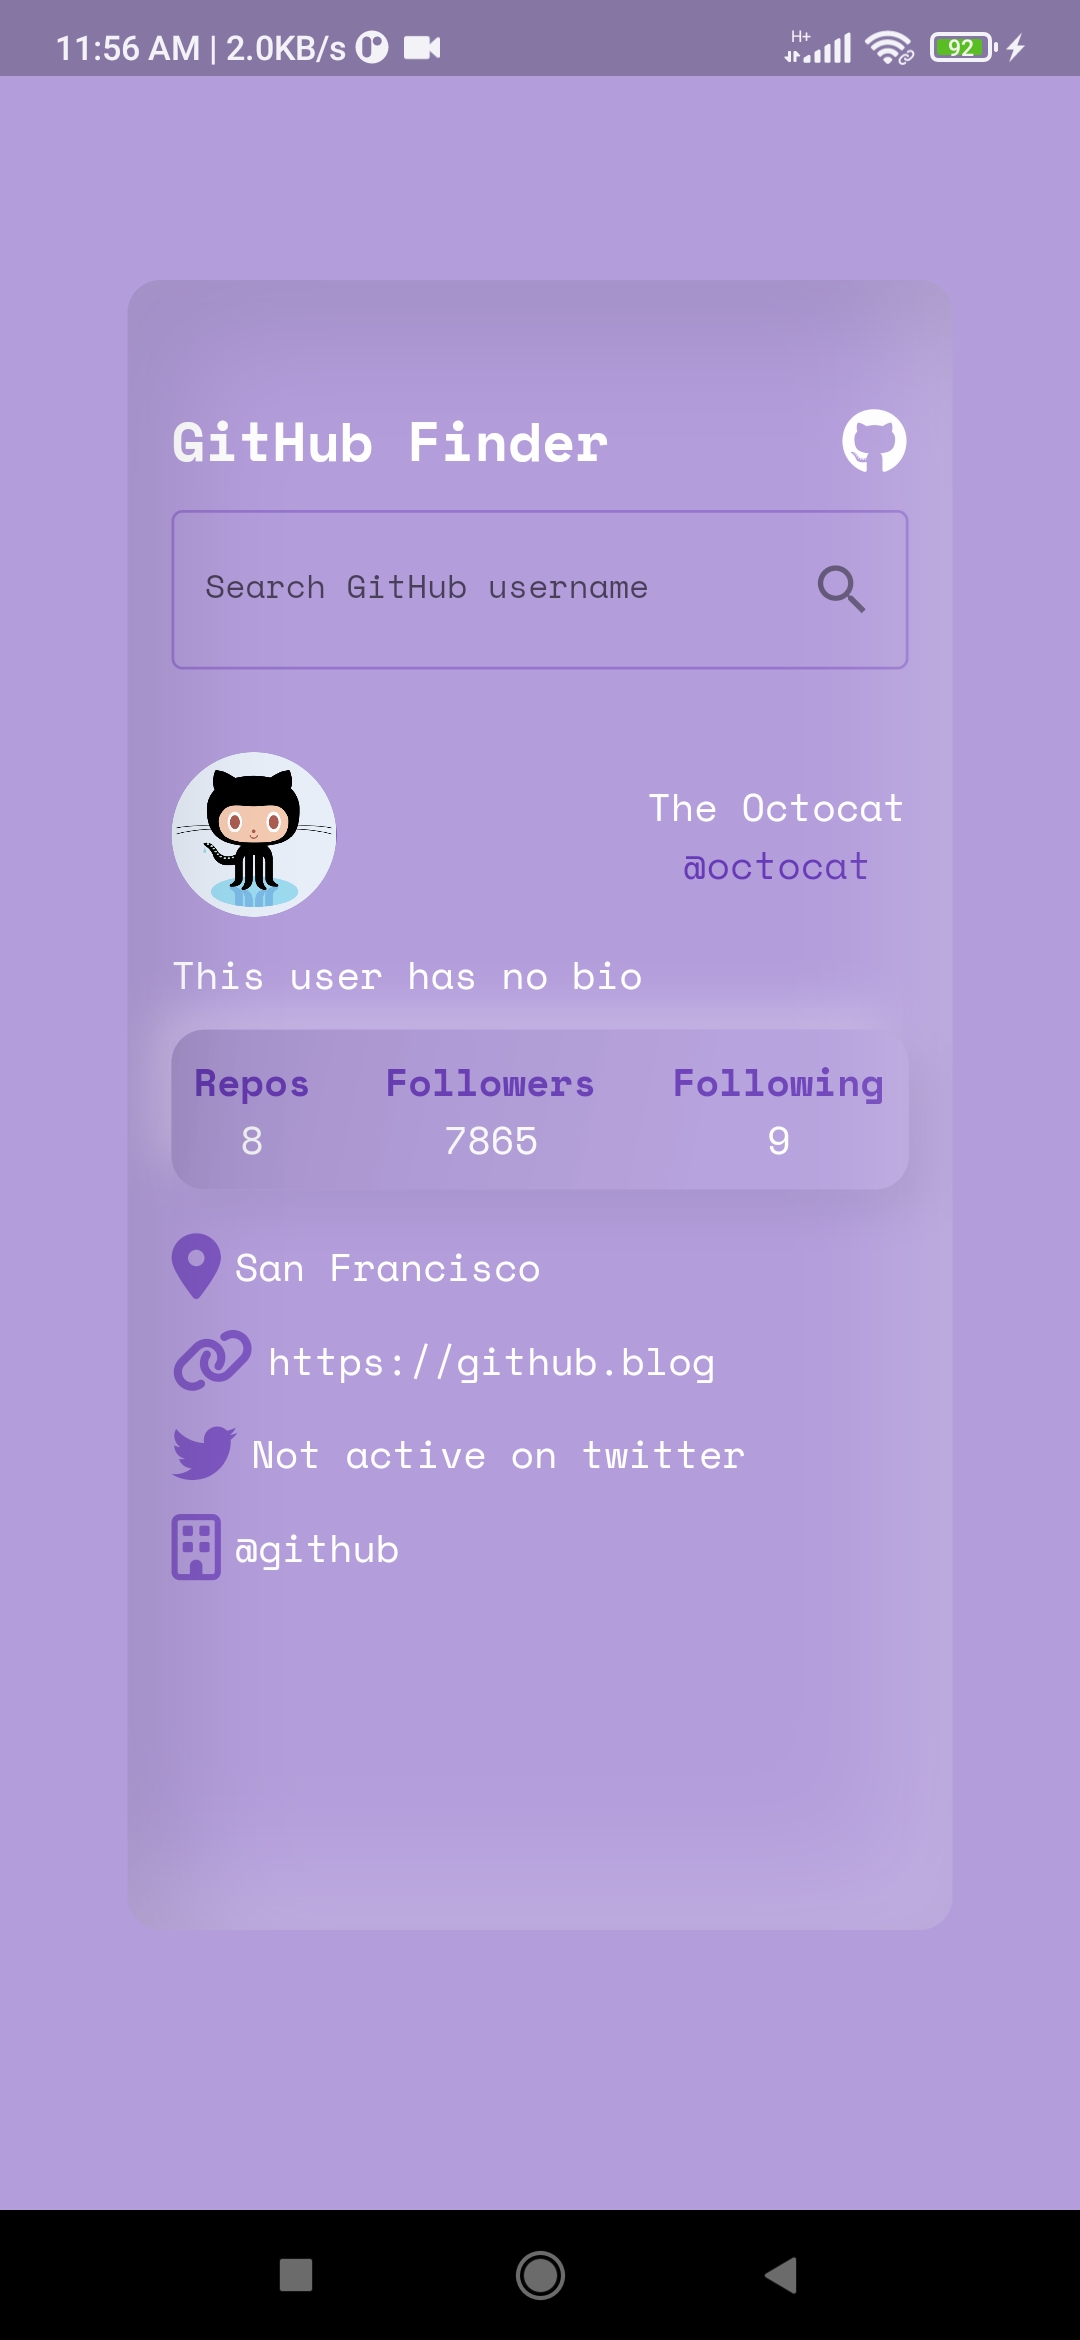 11:56 AM | 2.0KB/s H+ 92
GitHub Finder
Search GitHub username
The Octocat
@octocat
This user has no bio
Repos Followers Following
8 7865 9
San Francisco
https://github.blog
Not active on twitter
@github